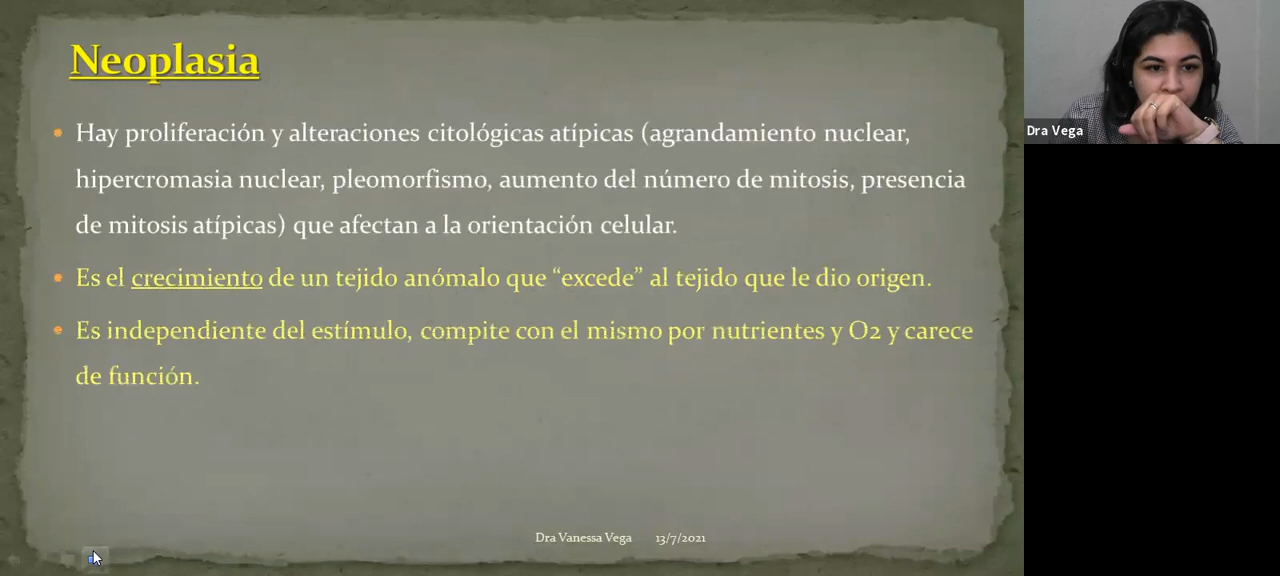 Neoplasia
Hay proliferación y alteraciones citológicas atípicas (agrandamiento nuclear,
hipercromasia nuclear, pleomorfismo, aumento del número de mitosis, presencia
de mitosis atípicas) que afectan a la orientación celular.
Es el crecimiento de un tejido anómalo que “excede” al tejido que le dio origen.
Es independiente del estímulo, compite con el mismo por nutrientes y O2 y carece
de función.
Dra Vanessa Vega 13/7/2021
Dra Vega